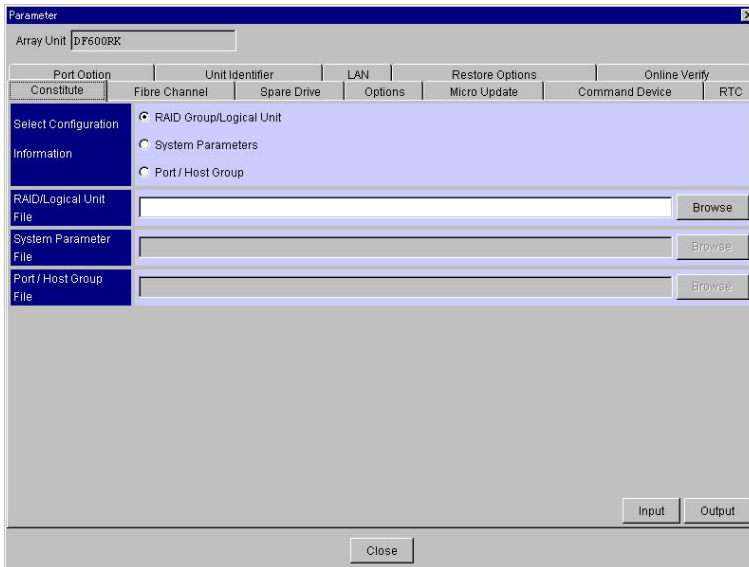 Parameter
Array Unit DF600RK
Port Option Unit Identifier LAN Restore Options Online Verify
Constitute Fibre Channel Spare Drive Options Micro Update Command Device RTC
Select Configuration
Information
RAID Group/Logical Unit
System Parameters
Port / Host Group
RAID/Logical Unit
File
Browse
System Parameter
File
Browse
Port / Host Group
File
Browse
Input Output
Close